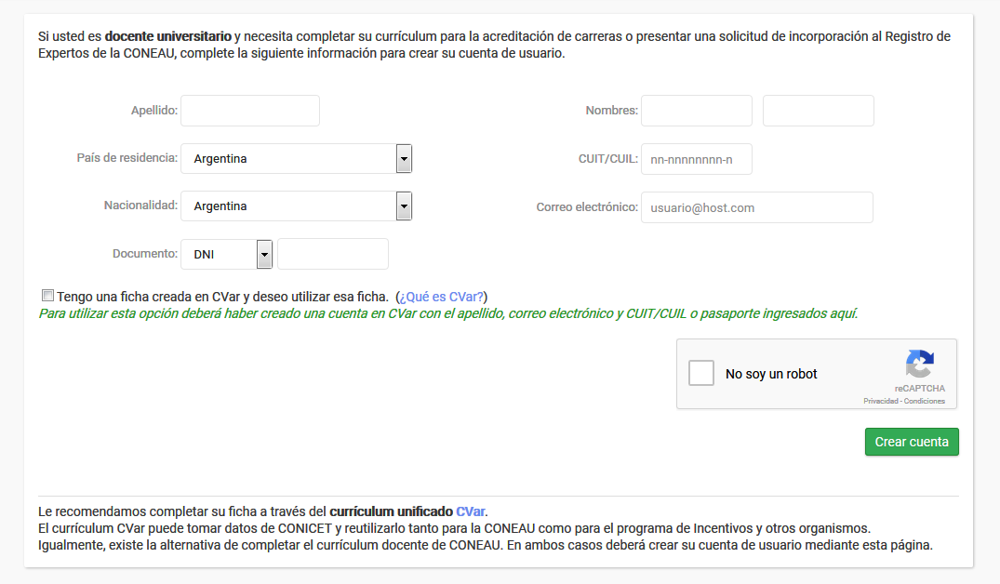 Si usted es docente universitario y necesita completar su currículum para la acreditación de carreras o presentar una solicitud de incorporación al Registro de
Expertos de la CONEAU, complete la siguiente información para crear su cuenta de usuario.
Apellido:
Nombres:
País de residencia: Argentina
CUIT/CUIL: nn-nnnnnnnn-n
Nacionalidad: Argentina
Correo electrónico: usuario@host.com
Documento: DNI
Tengo una ficha creada en CVar y deseo utilizar esa ficha. (¿Qué es CVar?)
Para utilizar esta opción deberá haber creado una cuenta en CVar con el apellido, correo electrónico y CUIT/CUIL o pasaporte ingresados aquí.
No soy un robot
reCAPTCHA
Privacidad - Condiciones
Crear cuenta
Le recomendamos completar su ficha a través del currículum unificado CVar.
El currículum CVar puede tomar datos de CONICET y reutilizarlo tanto para la CONEAU como para el programa de Incentivos y otros organismos.
Igualmente, existe la alternativa de completar el currículum docente de CONEAU. En ambos casos deberá crear su cuenta de usuario mediante esta página.